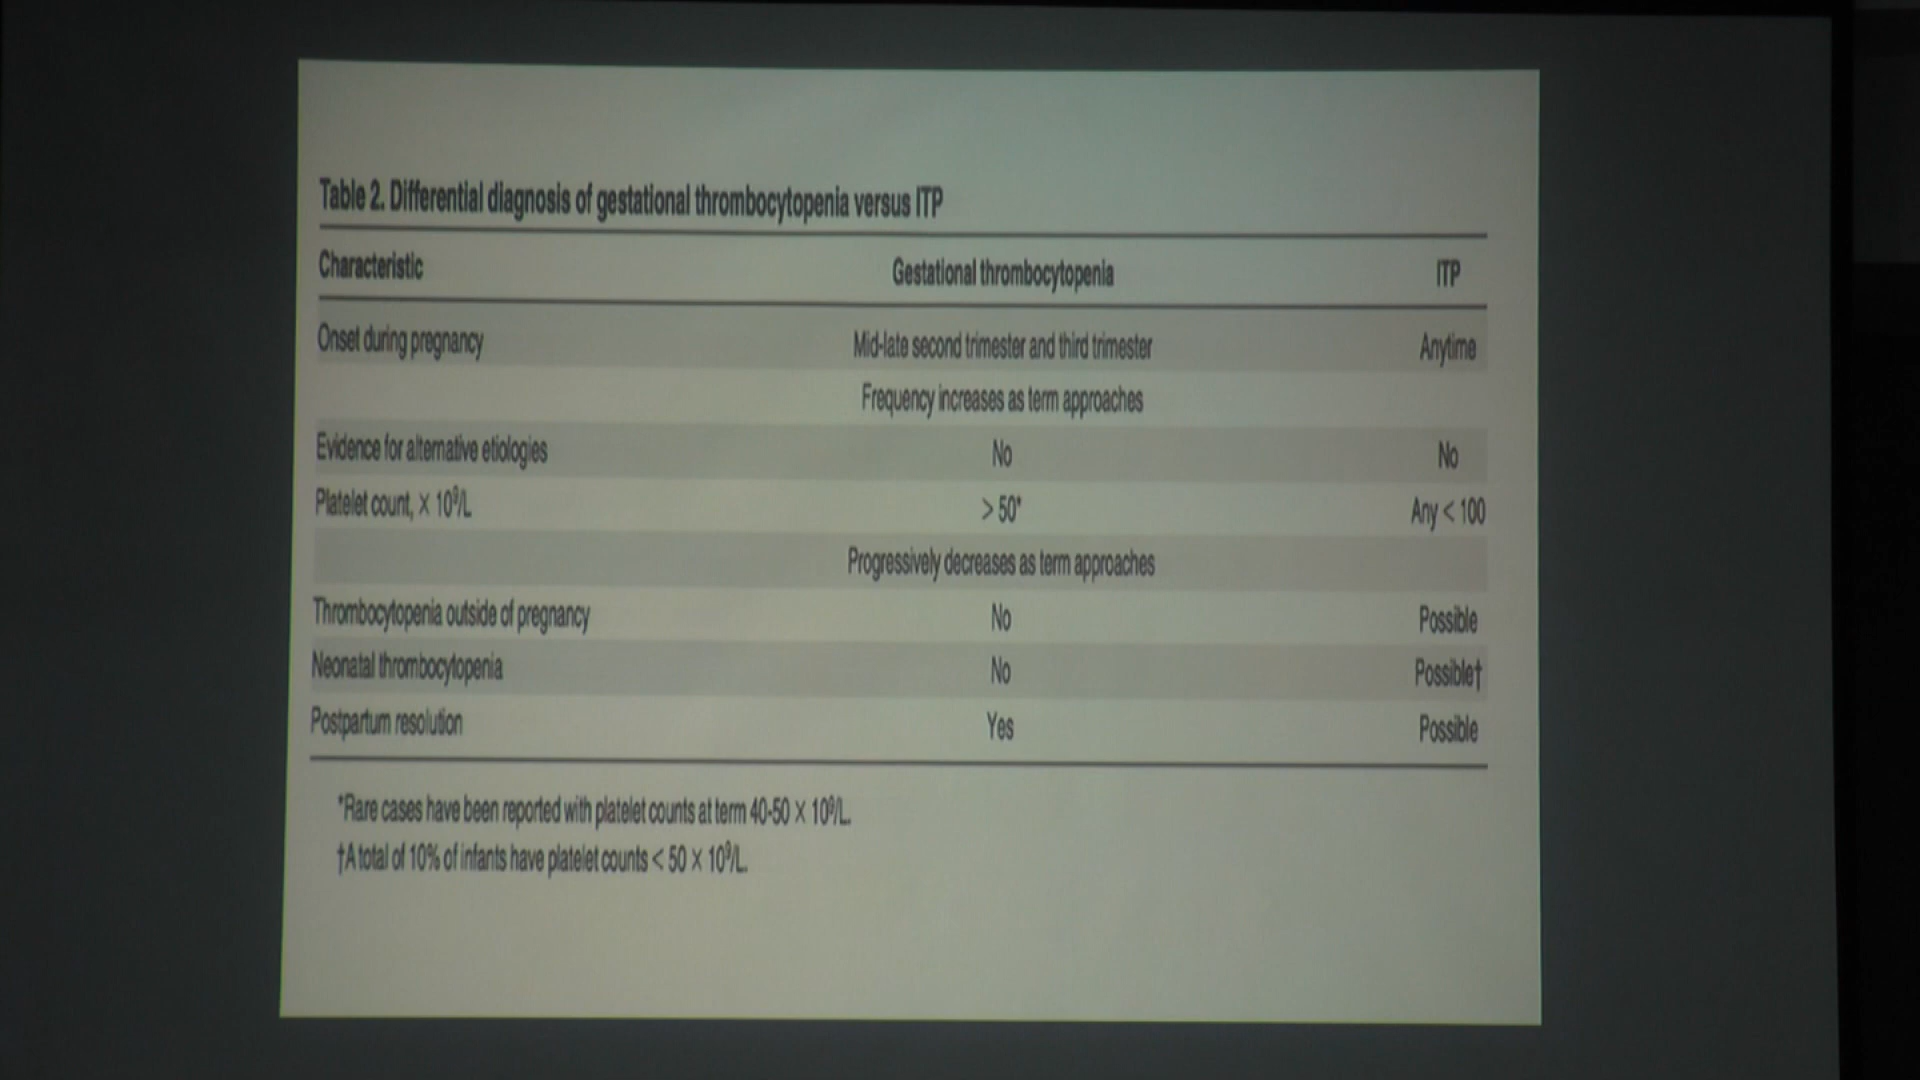 Table 2. Differential diagnosis of gestational thrombocytopenia versus ITP
Characteristic Gestational thrombocytopenia ITP
Onset during pregnancy Mid-late second trimester and third trimester Anytime
Frequency increases as term approaches
Evidence for alternative etiologies No No
Platelet count, × 10⁹/L > 50* Any < 100
Progressively decreases as term approaches
Thrombocytopenia outside of pregnancy No Possible
Neonatal thrombocytopenia No Possible†
Postpartum resolution Yes Possible
*Rare cases have been reported with platelet counts at term 40-50 × 10⁹/L.
†A total of 10% of infants have platelet counts < 50 × 10⁹/L.